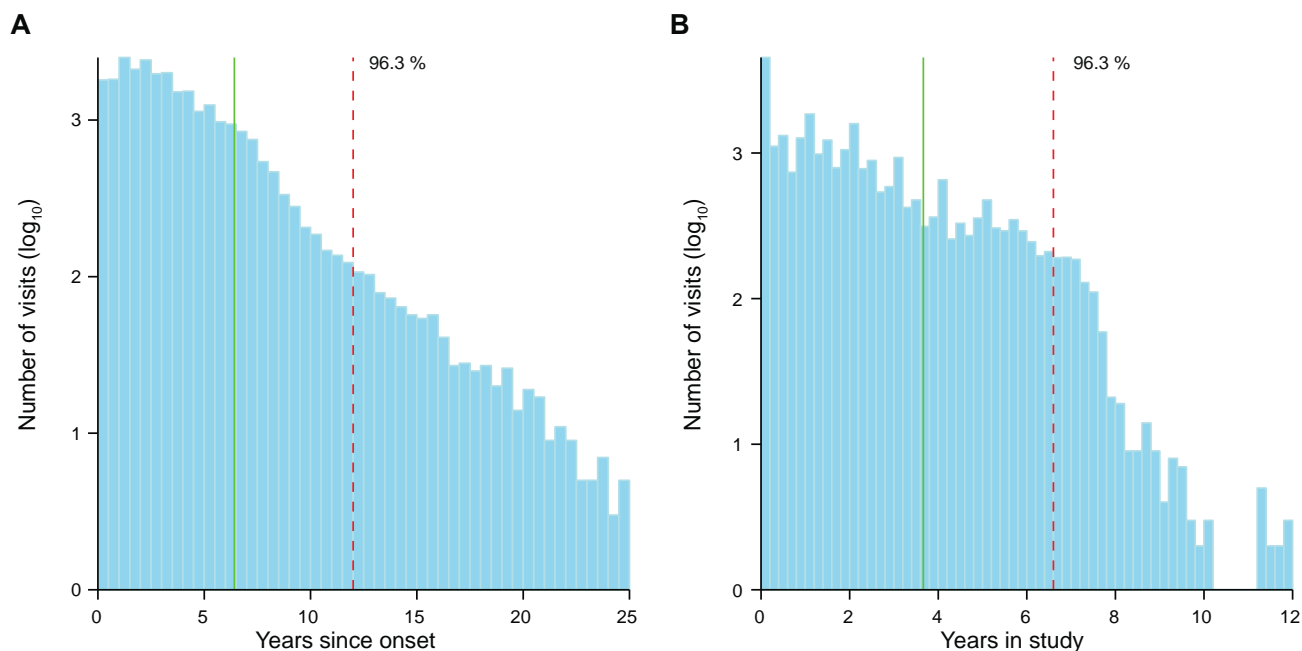 A
96.3 %
Number of visits (log10)
3
2
1
0
0 5 10 15 20 25
Years since onset
B
96.3 %
Number of visits (log10)
3
2
1
0
0 2 4 6 8 10 12
Years in study